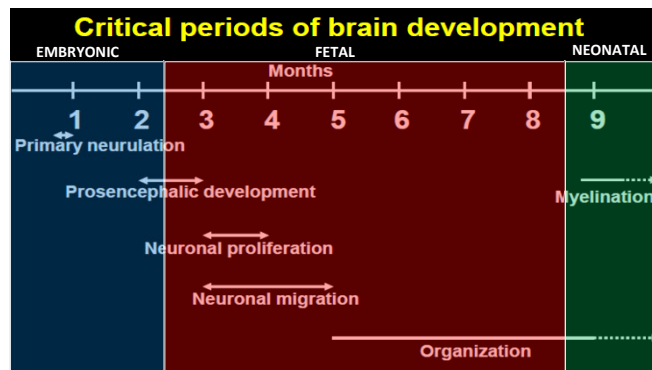 Critical periods of brain development
EMBRYONIC FETAL NEONATAL
Months
1 2 3 4 5 6 7 8 9
Primary neurulation
Prosencephalic development Myelination
Neuronal proliferation
Neuronal migration
Organization